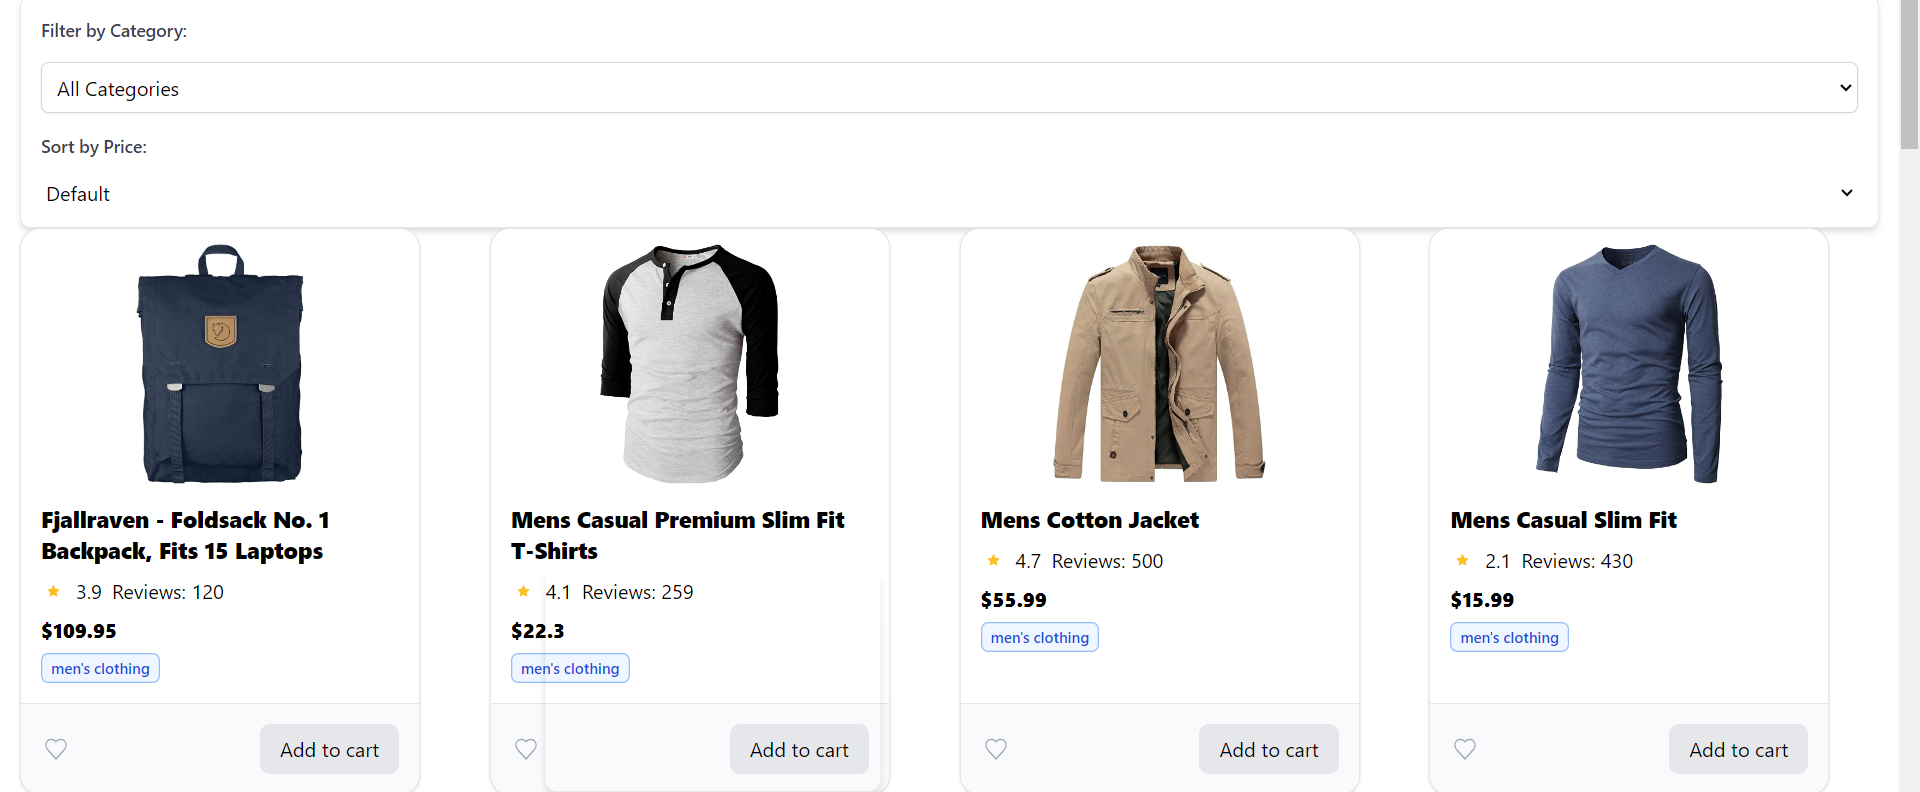 Filter by Category:
All Categories
Sort by Price:
Default
Fjallraven - Foldsack No. 1
Backpack, Fits 15 Laptops
3.9 Reviews: 120
$109.95
men's clothing
Add to cart
Mens Casual Premium Slim Fit
T-Shirts
4.1 Reviews: 259
$22.3
men's clothing
Add to cart
Mens Cotton Jacket
4.7 Reviews: 500
$55.99
men's clothing
Add to cart
Mens Casual Slim Fit
2.1 Reviews: 430
$15.99
men's clothing
Add to cart